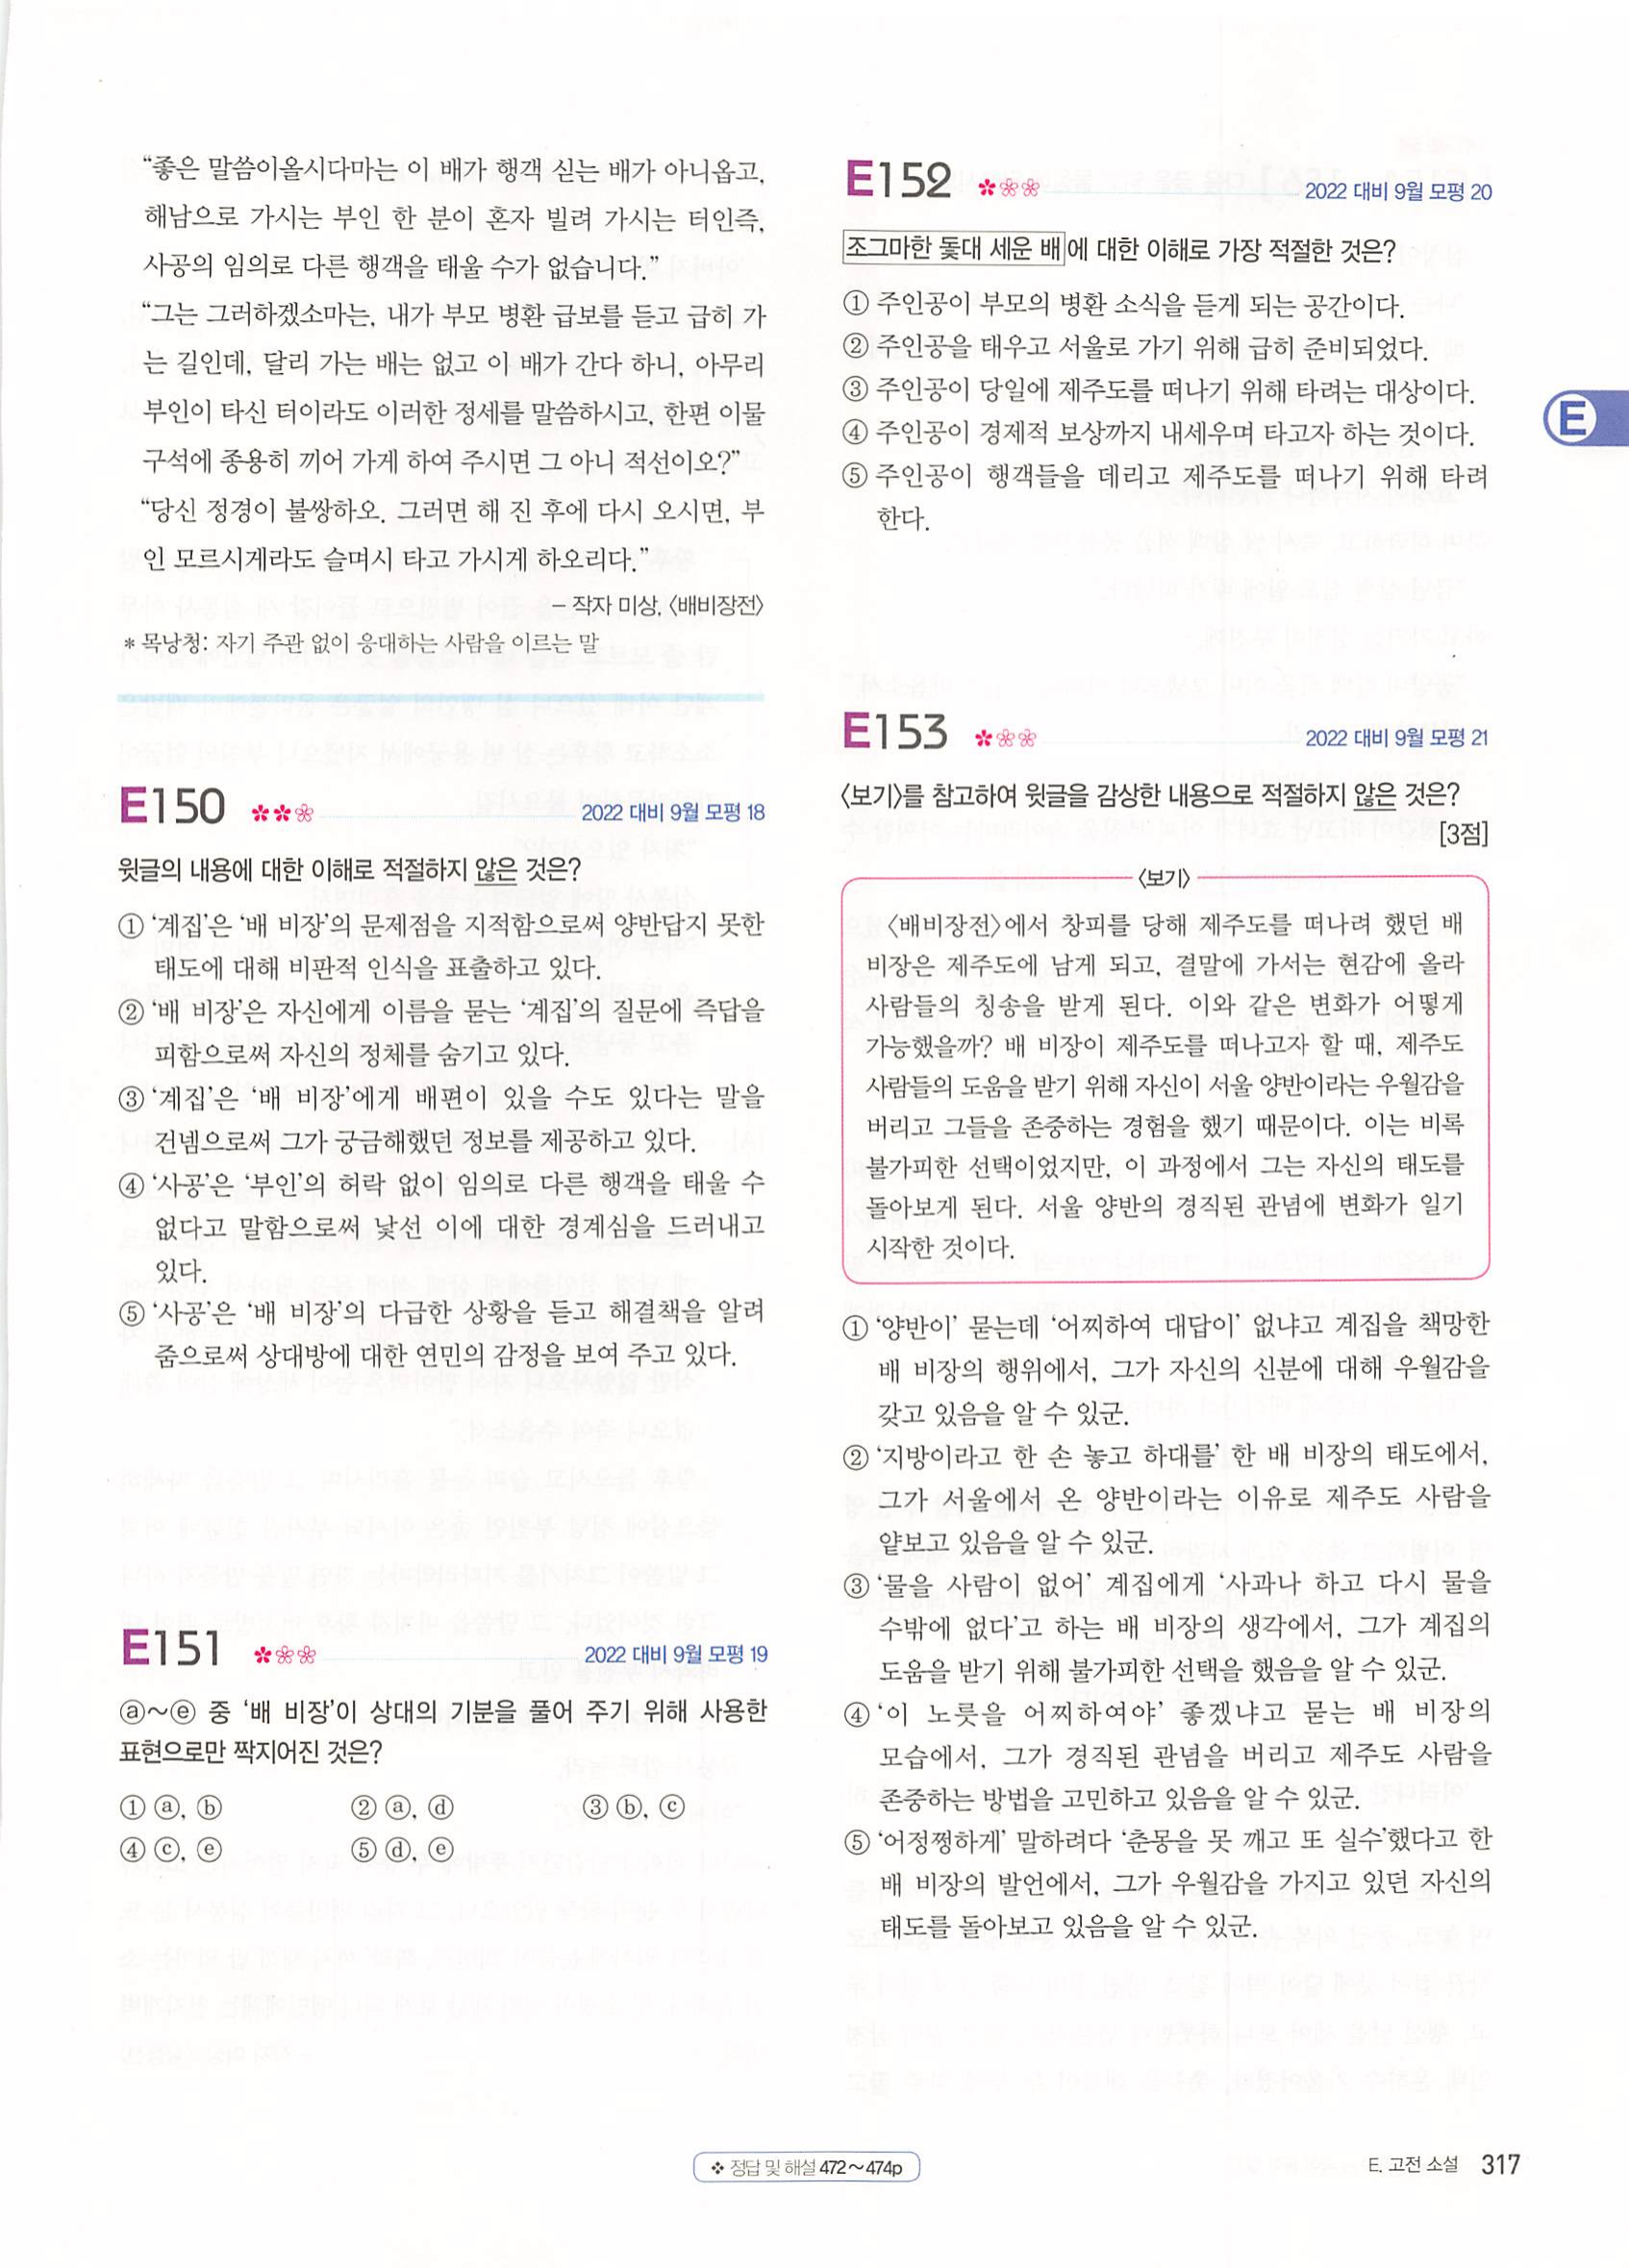 “좋은 말씀이올시다마는 이 배가 행객 싣는 배가 아니옵고,
해남으로 가시는 부인 한 분이 혼자 빌려 가시는 터인즉,
사공의 임의로 다른 행객을 태울 수가 없습니다.”
“그는 그러하겠소마는, 내가 부모 병환 급보를 듣고 급히 가
는 길인데, 달리 가는 배는 없고 이 배가 간다 하니, 아무리
부인이 타신 터이라도 이러한 정세를 말씀하시고, 한편 이물
구석에 종용히 끼어 가게 하여 주시면 그 아니 적선이오?”
“당신 정경이 불쌍하오. 그러면 해 진 후에 다시 오시면, 부
인 모르시게라도 슬며시 타고 가시게 하오리다.”
– 작자 미상, 〈배비장전〉
* 목낭청: 자기 주관 없이 응대하는 사람을 이르는 말
E150
2022 대비 9월 모평 18
윗글의 내용에 대한 이해로 적절하지 않은 것은?
① ‘계집’은 ‘배 비장’의 문제점을 지적함으로써 양반답지 못한
태도에 대해 비판적 인식을 표출하고 있다.
② ‘배 비장’은 자신에게 이름을 묻는 ‘계집’의 질문에 즉답을
피함으로써 자신의 정체를 숨기고 있다.
③ ‘계집’은 ‘배 비장’에게 배편이 있을 수도 있다는 말을
건넴으로써 그가 궁금해했던 정보를 제공하고 있다.
④ ‘사공’은 ‘부인’의 허락 없이 임의로 다른 행객을 태울 수
없다고 말함으로써 낯선 이에 대한 경계심을 드러내고
있다.
⑤ ‘사공’은 ‘배 비장’의 다급한 상황을 듣고 해결책을 알려
줌으로써 상대방에 대한 연민의 감정을 보여 주고 있다.
E151
2022 대비 9월 모평 19
ⓐ～ⓔ 중 ‘배 비장’이 상대의 기분을 풀어 주기 위해 사용한
표현으로만 짝지어진 것은?
① ⓐ, ⓑ ② ⓐ, ⓓ ③ ⓑ, ⓒ
④ ⓒ, ⓔ ⑤ ⓓ, ⓔ
E152
2022 대비 9월 모평 20
조그마한 돛대 세운 배에 대한 이해로 가장 적절한 것은?
① 주인공이 부모의 병환 소식을 듣게 되는 공간이다.
② 주인공을 태우고 서울로 가기 위해 급히 준비되었다.
③ 주인공이 당일에 제주도를 떠나기 위해 타려는 대상이다.
④ 주인공이 경제적 보상까지 내세우며 타고자 하는 것이다.
⑤ 주인공이 행객들을 데리고 제주도를 떠나기 위해 타려
한다.
E
E153
2022 대비 9월 모평 21
〈보기〉를 참고하여 윗글을 감상한 내용으로 적절하지 않은 것은?
[3점]
〈보기〉
〈배비장전〉에서 창피를 당해 제주도를 떠나려 했던 배
비장은 제주도에 남게 되고, 결말에 가서는 현감에 올라
사람들의 칭송을 받게 된다. 이와 같은 변화가 어떻게
가능했을까? 배 비장이 제주도를 떠나고자 할 때, 제주도
사람들의 도움을 받기 위해 자신이 서울 양반이라는 우월감을
버리고 그들을 존중하는 경험을 했기 때문이다. 이는 비록
불가피한 선택이었지만, 이 과정에서 그는 자신의 태도를
돌아보게 된다. 서울 양반의 경직된 관념에 변화가 일기
시작한 것이다.
① ‘양반이’ 묻는데 ‘어찌하여 대답이’ 없냐고 계집을 책망한
배 비장의 행위에서, 그가 자신의 신분에 대해 우월감을
갖고 있음을 알 수 있군.
② ‘지방이라고 한 손 놓고 하대를’ 한 배 비장의 태도에서,
그가 서울에서 온 양반이라는 이유로 제주도 사람을
얕보고 있음을 알 수 있군.
③ ‘물을 사람이 없어’ 계집에게 ‘사과나 하고 다시 물을
수밖에 없다’고 하는 배 비장의 생각에서, 그가 계집의
도움을 받기 위해 불가피한 선택을 했음을 알 수 있군.
④ ‘이 노릇을 어찌하여야’ 좋겠냐고 묻는 배 비장의
모습에서, 그가 경직된 관념을 버리고 제주도 사람을
존중하는 방법을 고민하고 있음을 알 수 있군.
⑤ ‘어정쩡하게’ 말하려다 ‘춘몽을 못 깨고 또 실수’했다고 한
배 비장의 발언에서, 그가 우월감을 가지고 있던 자신의
태도를 돌아보고 있음을 알 수 있군.
❖ 정답 및 해설 472～474p
E. 고전 소설 317